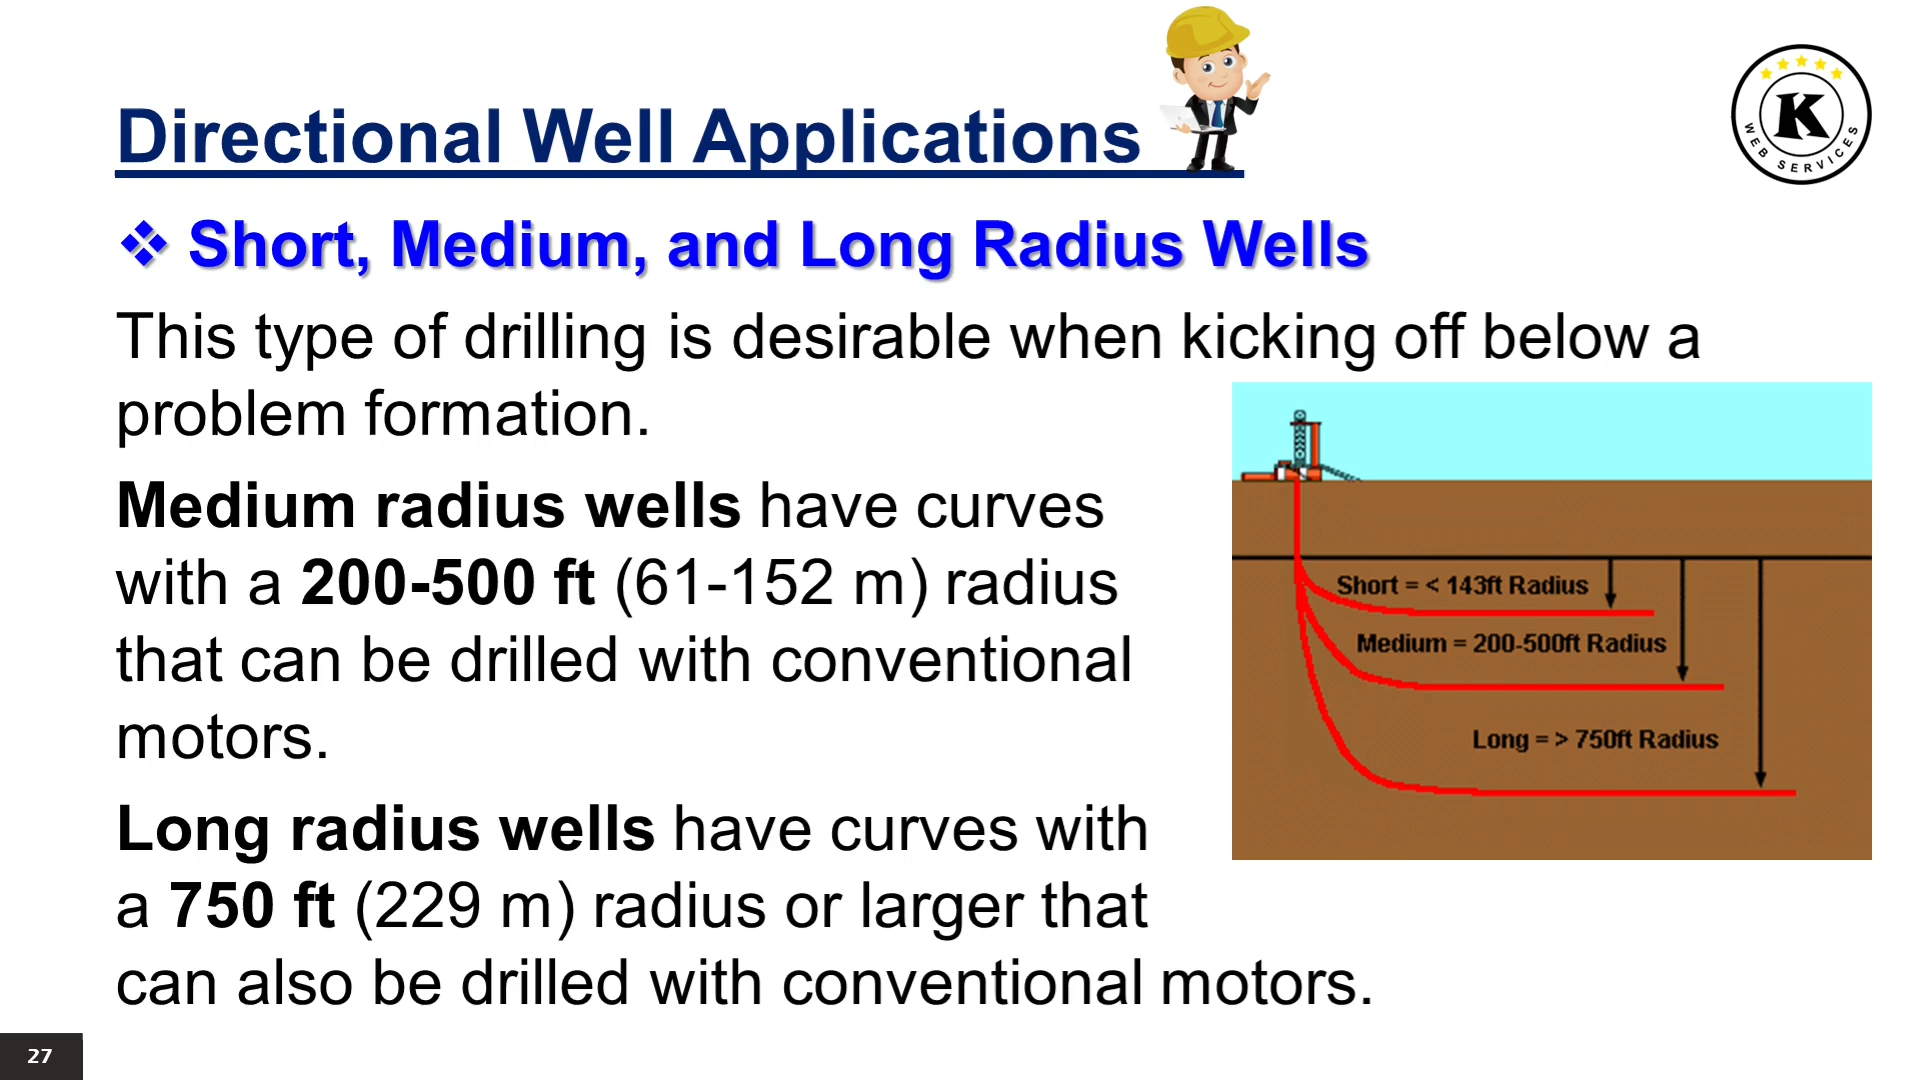 Directional Well Applications
K
WEB SERVICES
❖ Short, Medium, and Long Radius Wells
This type of drilling is desirable when kicking off below a
problem formation.
Medium radius wells have curves
with a 200-500 ft (61-152 m) radius
that can be drilled with conventional
motors.
Long radius wells have curves with
a 750 ft (229 m) radius or larger that
can also be drilled with conventional motors.
Short = < 143ft Radius
Medium = 200-500ft Radius
Long = > 750ft Radius
27